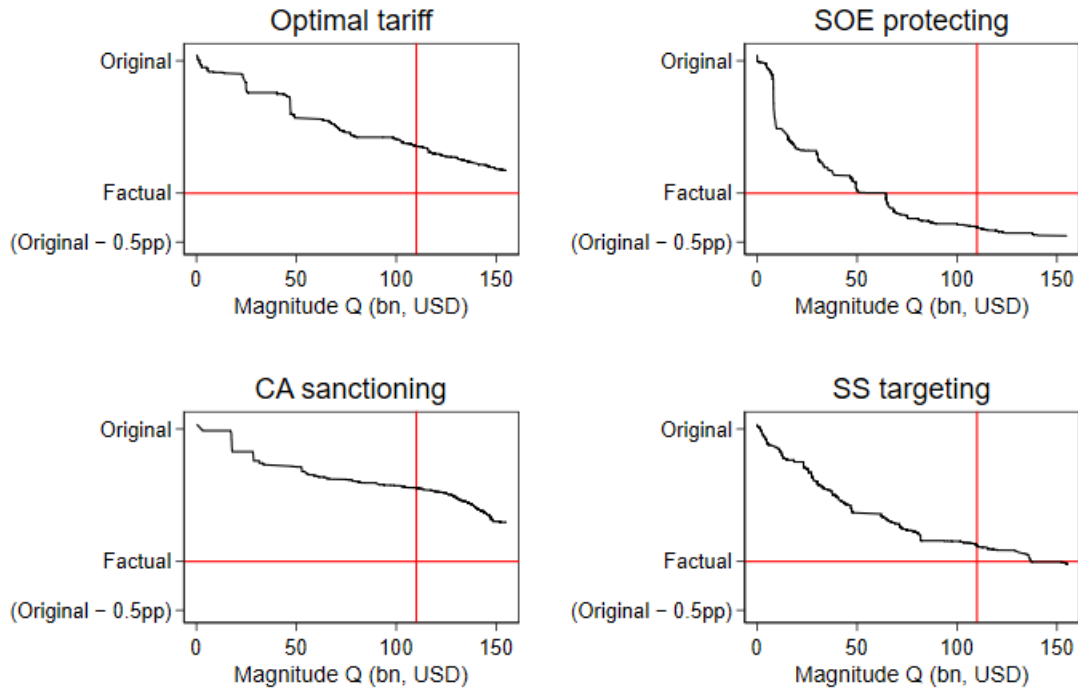 Optimal tariff
Original
Factual
(Original − 0.5pp)
0 50 100 150
Magnitude Q (bn, USD)
SOE protecting
Original
Factual
(Original − 0.5pp)
0 50 100 150
Magnitude Q (bn, USD)
CA sanctioning
Original
Factual
(Original − 0.5pp)
0 50 100 150
Magnitude Q (bn, USD)
SS targeting
Original
Factual
(Original − 0.5pp)
0 50 100 150
Magnitude Q (bn, USD)